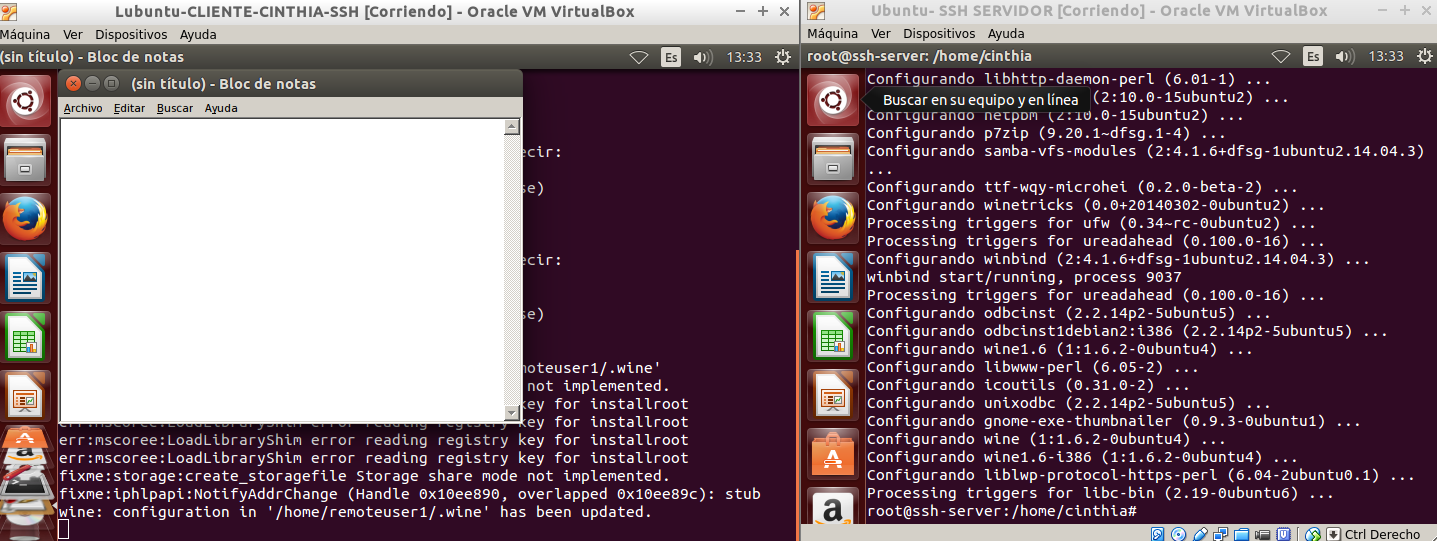 Lubuntu-CLIENTE-CINTHIA-SSH [Corriendo] - Oracle VM VirtualBox
Máquina Ver Dispositivos Ayuda
(sin título) - Bloc de notas
Es
13:33
(sin título) - Bloc de notas
Archivo Editar Buscar Ayuda
ecir:
se)
ecir:
se)
moteuser1/.wine'
not implemented.
key for installroot
err:mscoree:LoadLibraryShim error reading registry key for installroot
err:mscoree:LoadLibraryShim error reading registry key for installroot
err:mscoree:LoadLibraryShim error reading registry key for installroot
fixme:storage:create_storagefile Storage share mode not implemented.
fixme:iphlpapi:NotifyAddrChange (Handle 0x10ee890, overlapped 0x10ee89c): stub
wine: configuration in '/home/remoteuser1/.wine' has been updated.
Ubuntu- SSH SERVIDOR [Corriendo] - Oracle VM VirtualBox
Máquina Ver Dispositivos Ayuda
root@ssh-server: /home/cinthia
Es
13:33
Configurando libhttp-daemon-perl (6.01-1) ...
Buscar en su equipo y en línea
(2:10.0-15ubuntu2) ...
Configurando netpbm (2:10.0-15ubuntu2) ...
Configurando p7zip (9.20.1~dfsg.1-4) ...
Configurando samba-vfs-modules (2:4.1.6+dfsg-1ubuntu2.14.04.3)
...
Configurando ttf-wqy-microhei (0.2.0-beta-2) ...
Configurando winetricks (0.0+20140302-0ubuntu2) ...
Processing triggers for ufw (0.34~rc-0ubuntu2) ...
Processing triggers for ureadahead (0.100.0-16) ...
Configurando winbind (2:4.1.6+dfsg-1ubuntu2.14.04.3) ...
winbind start/running, process 9037
Processing triggers for ureadahead (0.100.0-16) ...
Configurando odbcinst (2.2.14p2-5ubuntu5) ...
Configurando odbcinst1debian2:i386 (2.2.14p2-5ubuntu5) ...
Configurando wine1.6 (1:1.6.2-0ubuntu4) ...
Configurando libwww-perl (6.05-2) ...
Configurando icoutils (0.31.0-2) ...
Configurando unixodbc (2.2.14p2-5ubuntu5) ...
Configurando gnome-exe-thumbnailer (0.9.3-0ubuntu1) ...
Configurando wine (1:1.6.2-0ubuntu4) ...
Configurando wine1.6-i386 (1:1.6.2-0ubuntu4) ...
Configurando liblwp-protocol-https-perl (6.04-2ubuntu0.1) ...
Processing triggers for libc-bin (2.19-0ubuntu6) ...
root@ssh-server:/home/cinthia#
Ctrl Derecho